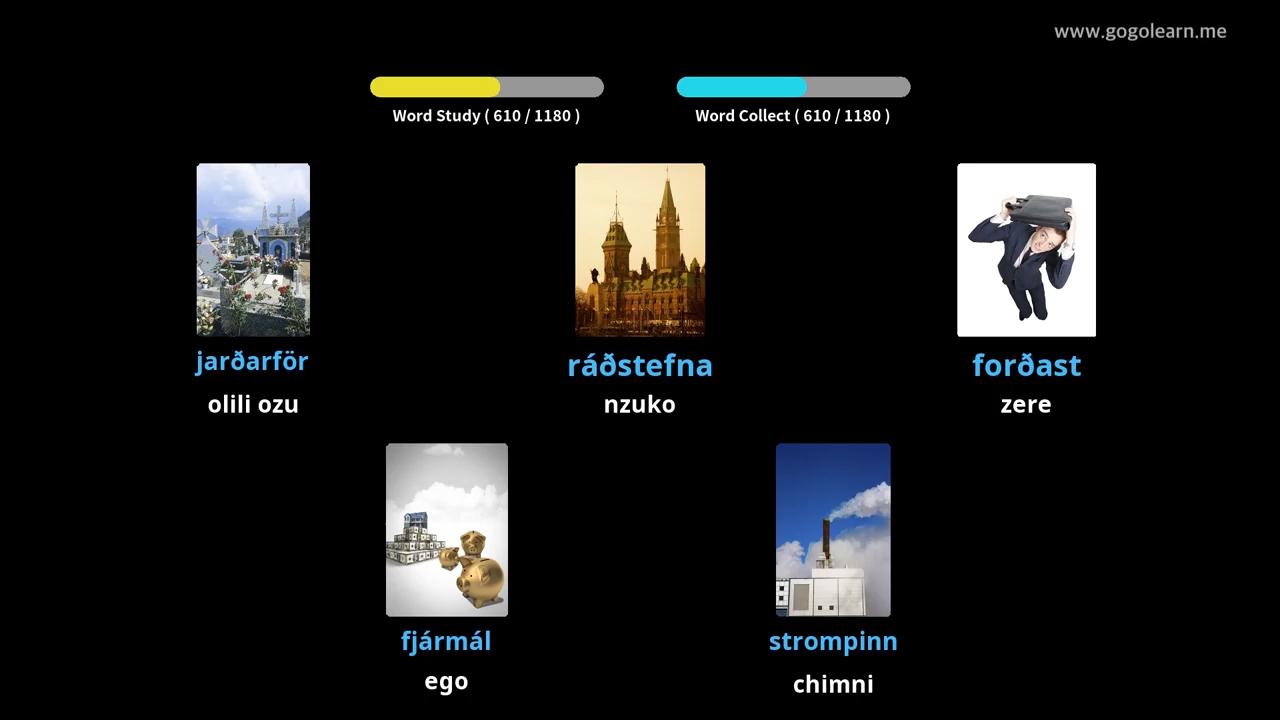 www.gogolearn.me
Word Study ( 610 / 1180 )
Word Collect ( 610 / 1180 )
jarðarför
olili ozu
ráðstefna
nzuko
forðast
zere
fjármál
ego
strompinn
chimni